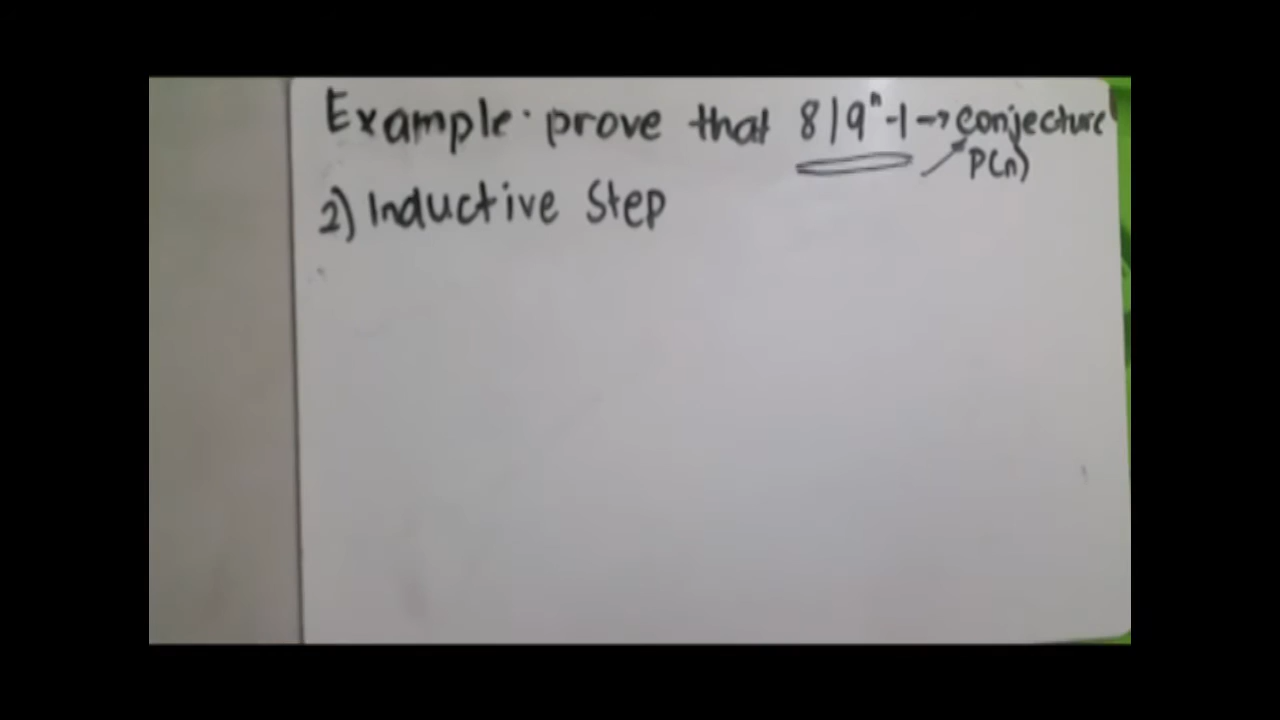 Example. prove that 8|9ⁿ-1 → conjecture
P(n)
2) Inductive Step